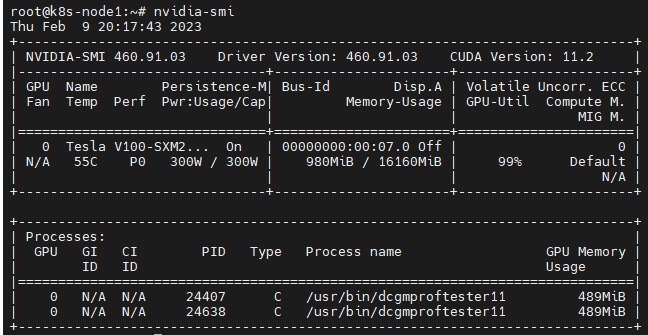 root@k8s-node1:~# nvidia-smi
Thu Feb  9 20:17:43 2023
+-----------------------------------------------------------------------------+
| NVIDIA-SMI 460.91.03    Driver Version: 460.91.03    CUDA Version: 11.2     |
|-------------------------------+----------------------+----------------------+
| GPU  Name        Persistence-M| Bus-Id        Disp.A | Volatile Uncorr. ECC |
| Fan  Temp  Perf  Pwr:Usage/Cap|         Memory-Usage | GPU-Util  Compute M. |
|                               |                      |               MIG M. |
|===============================+======================+======================|
|   0  Tesla V100-SXM2...  On   | 00000000:00:07.0 Off |                    0 |
| N/A   55C    P0   300W / 300W |    980MiB / 16160MiB |     99%      Default |
|                               |                      |                  N/A |
+-------------------------------+----------------------+----------------------+

+-----------------------------------------------------------------------------+
| Processes:                                                                  |
|  GPU   GI   CI        PID   Type   Process name                  GPU Memory |
|        ID   ID                                                   Usage      |
|=============================================================================|
|    0   N/A  N/A     24407      C   /usr/bin/dcgmproftester11         489MiB |
|    0   N/A  N/A     24638      C   /usr/bin/dcgmproftester11         489MiB |
+-----------------------------------------------------------------------------+